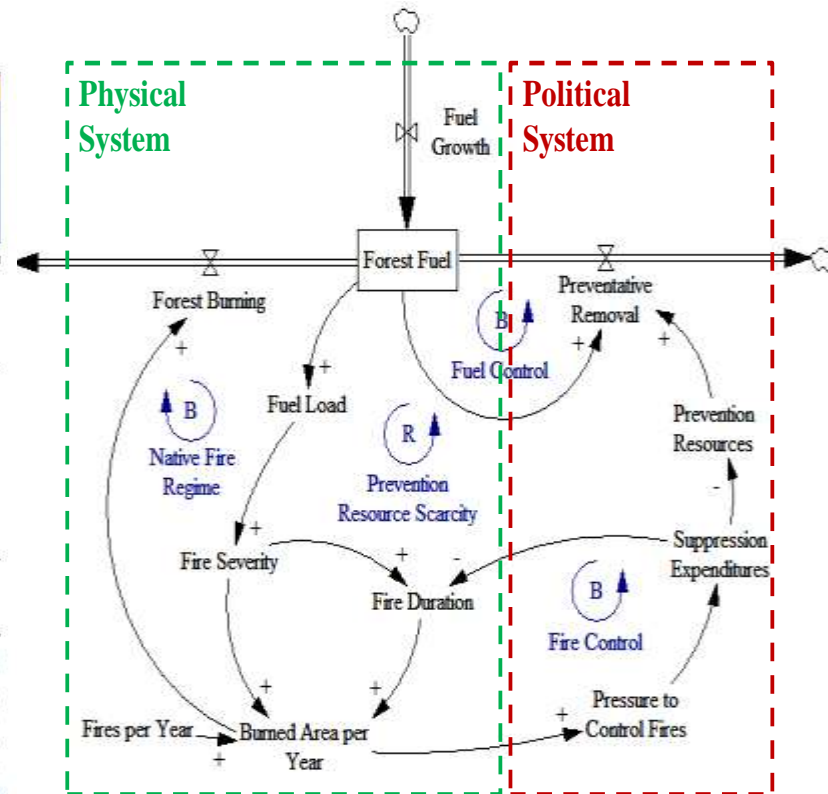 Physical
System
Political
System
Fuel
Growth
Forest Fuel
Forest Burning
+
Preventative
Removal
+
+
B
Fuel Control
+
Fuel Load
B
Native Fire
Regime
R
Prevention
Resource Scarcity
Prevention
Resources
-
+
Fire Severity
+
-
Fire Duration
Suppression
Expenditures
B
Fire Control
+
+
Fires per Year
+
Burned Area per
Year
+
Pressure to
Control Fires